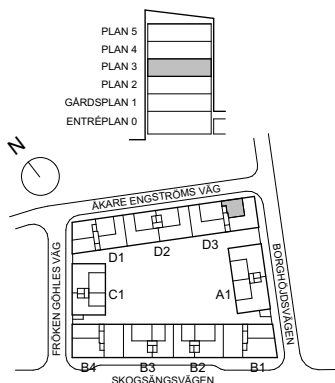 PLAN 5
PLAN 4
PLAN 3
PLAN 2
GÅRDSPLAN 1
ENTRÉPLAN 0
N
ÅKARE ENGSTRÖMS VÄG
D1
D2
D3
FRÖKEN GÖHLES VÄG
BORGHÖJDSVÄGEN
C1
A1
B4
B3
B2
B1
SKOGSÄNGSVÄGEN